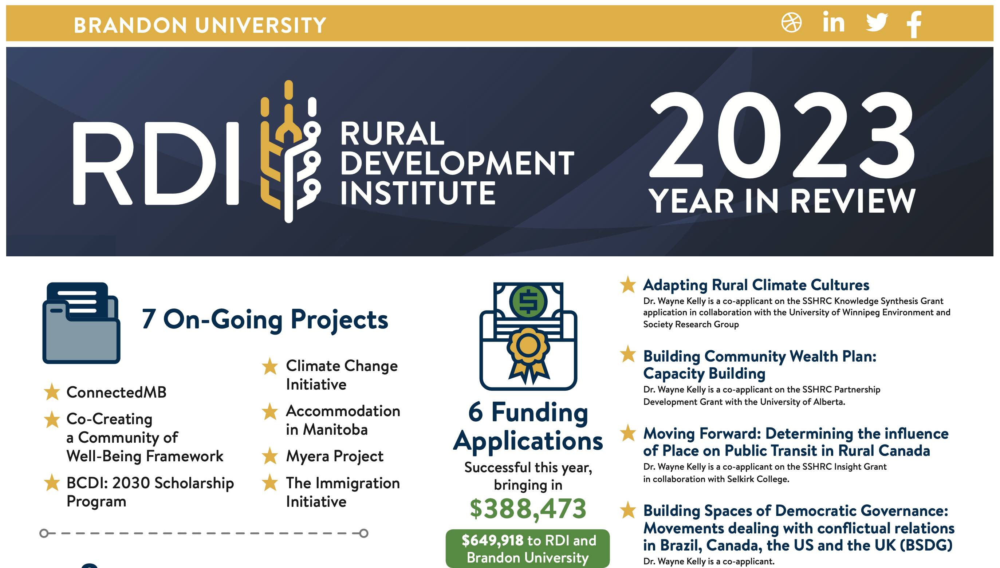 BRANDON UNIVERSITY
RDI
RURAL
DEVELOPMENT
INSTITUTE
2023
YEAR IN REVIEW
7 On-Going Projects
ConnectedMB
Co-Creating
a Community of
Well-Being Framework
BCDI: 2030 Scholarship
Program
Climate Change
Initiative
Accommodation
in Manitoba
Myera Project
The Immigration
Initiative
6 Funding
Applications
Successful this year,
bringing in
$388,473
$649,918 to RDI and
Brandon University
Adapting Rural Climate Cultures
Dr. Wayne Kelly is a co-applicant on the SSHRC Knowledge Synthesis Grant
application in collaboration with the University of Winnipeg Environment and
Society Research Group
Building Community Wealth Plan:
Capacity Building
Dr. Wayne Kelly is a co-applicant on the SSHRC Partnership
Development Grant with the University of Alberta.
Moving Forward: Determining the influence
of Place on Public Transit in Rural Canada
Dr. Wayne Kelly is a co-applicant on the SSHRC Insight Grant
in collaboration with Selkirk College.
Building Spaces of Democratic Governance:
Movements dealing with conflictual relations
in Brazil, Canada, the US and the UK (BSDG)
Dr. Wayne Kelly is a co-applicant.